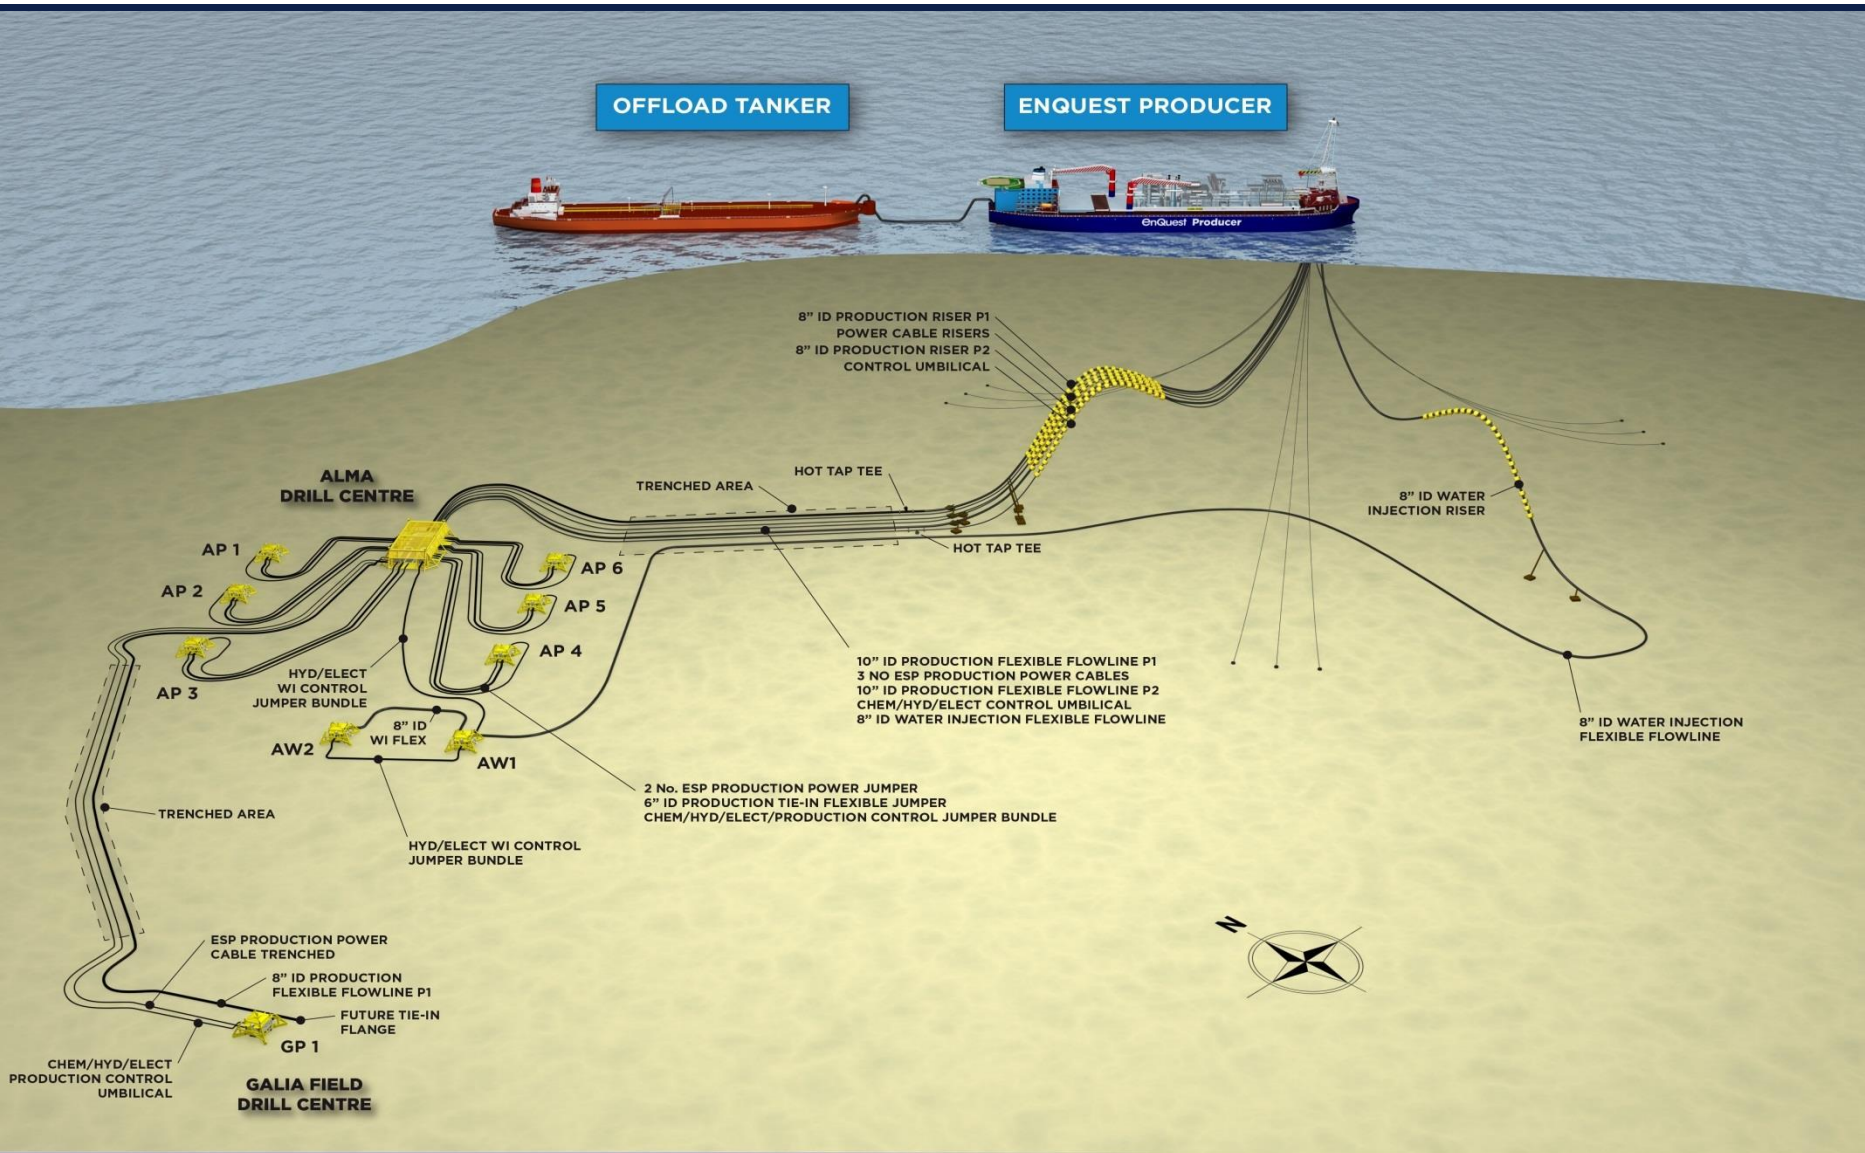 OFFLOAD TANKER
ENQUEST PRODUCER
enQuest Producer
8” ID PRODUCTION RISER P1
POWER CABLE RISERS
8” ID PRODUCTION RISER P2
CONTROL UMBILICAL
ALMA
DRILL CENTRE
HOT TAP TEE
TRENCHED AREA
8” ID WATER
INJECTION RISER
HOT TAP TEE
AP 1
AP 6
AP 2
AP 5
AP 4
AP 3
HYD/ELECT
WI CONTROL
JUMPER BUNDLE
10” ID PRODUCTION FLEXIBLE FLOWLINE P1
3 NO ESP PRODUCTION POWER CABLES
10” ID PRODUCTION FLEXIBLE FLOWLINE P2
CHEM/HYD/ELECT CONTROL UMBILICAL
8” ID WATER INJECTION FLEXIBLE FLOWLINE
8” ID WATER INJECTION
FLEXIBLE FLOWLINE
8” ID
WI FLEX
AW2
AW1
2 No. ESP PRODUCTION POWER JUMPER
6” ID PRODUCTION TIE-IN FLEXIBLE JUMPER
CHEM/HYD/ELECT/PRODUCTION CONTROL JUMPER BUNDLE
TRENCHED AREA
HYD/ELECT WI CONTROL
JUMPER BUNDLE
N
ESP PRODUCTION POWER
CABLE TRENCHED
8” ID PRODUCTION
FLEXIBLE FLOWLINE P1
FUTURE TIE-IN
FLANGE
GP 1
CHEM/HYD/ELECT
PRODUCTION CONTROL
UMBILICAL
GALIA FIELD
DRILL CENTRE